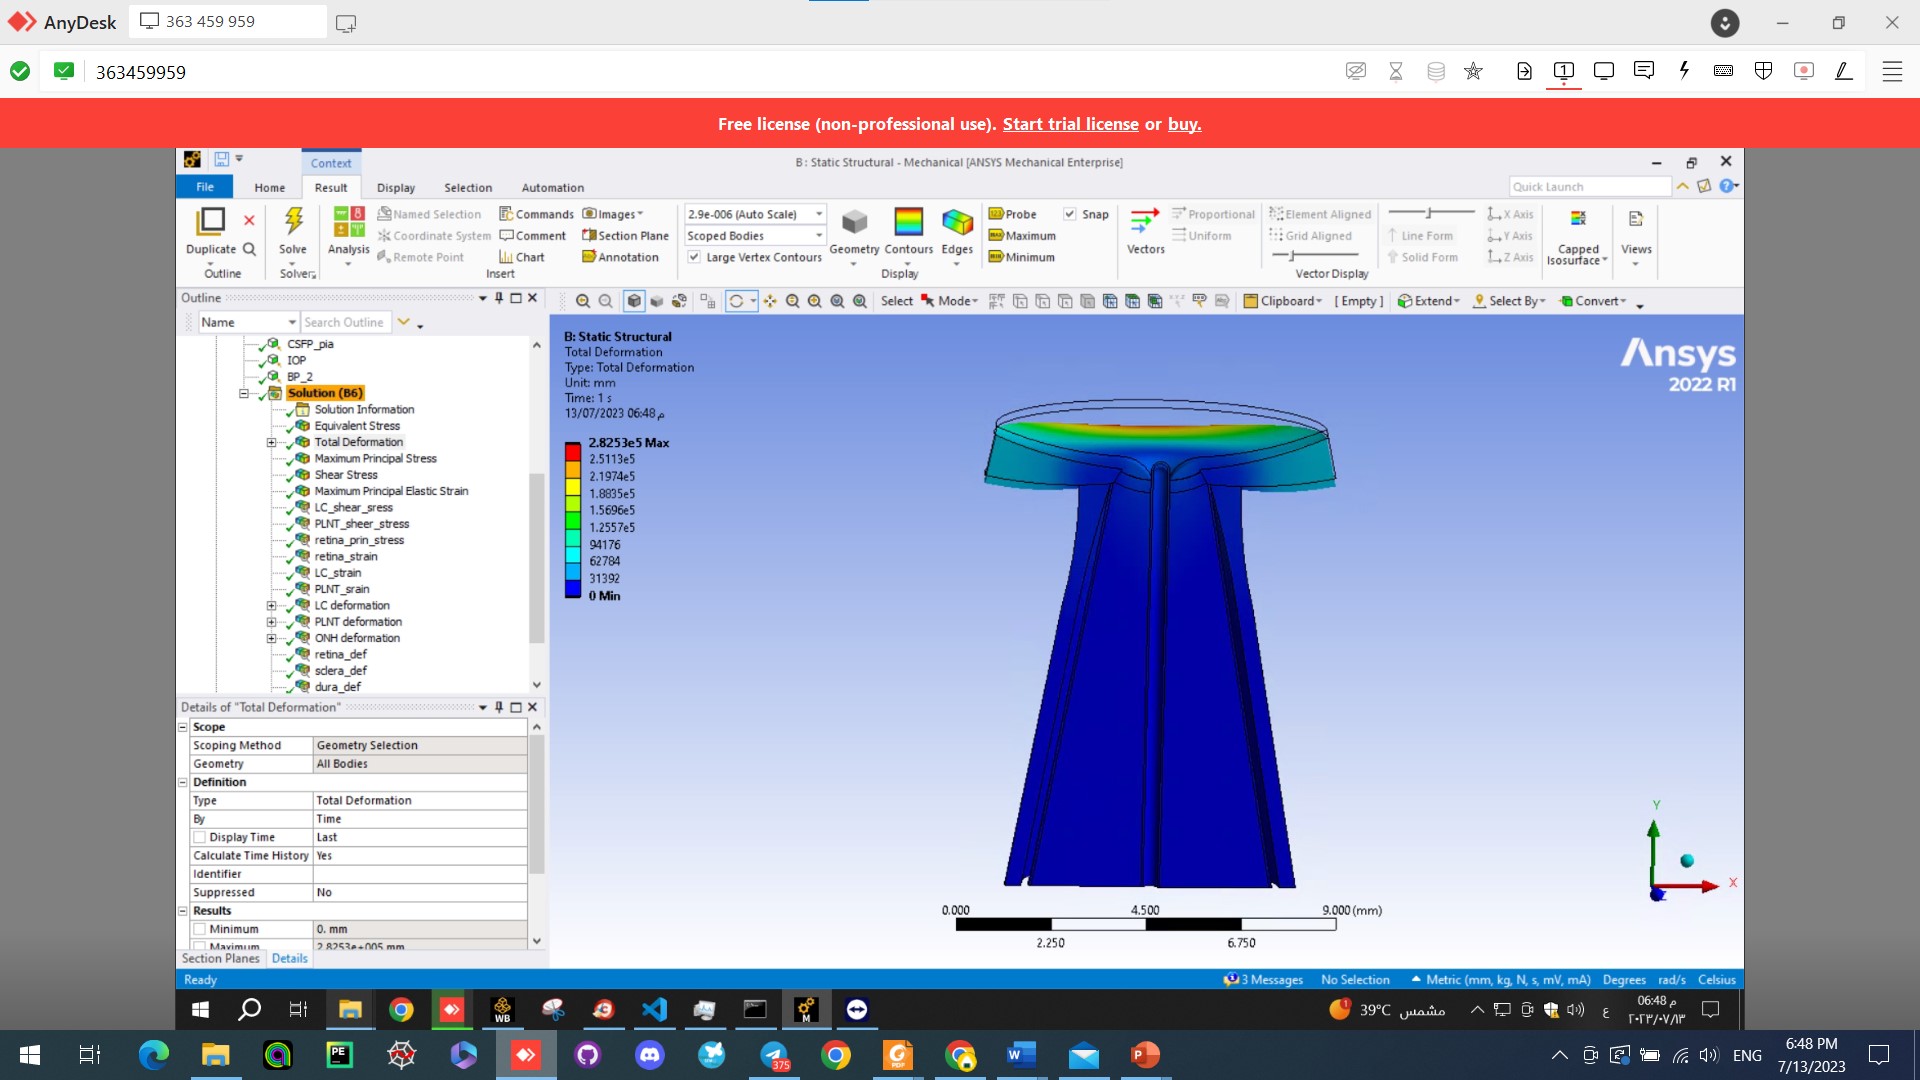 AnyDesk
363 459 959
363459959
1
Free license (non-professional use). Start trial license or buy.
Context
B : Static Structural - Mechanical [ANSYS Mechanical Enterprise]
File
Home
Result
Display
Selection
Automation
Quick Launch
Duplicate
Outline
Solve
Solver
Analysis
Named Selection
Coordinate System
Remote Point
Commands
Comment
Chart
Images
Section Plane
Annotation
Insert
2.9e-006 (Auto Scale)
Scoped Bodies
Large Vertex Contours
Geometry
Contours
Edges
Display
Probe
Maximum
Minimum
Snap
Vectors
Proportional
Uniform
Element Aligned
Grid Aligned
Line Form
Solid Form
X Axis
Y Axis
Z Axis
Vector Display
Capped
Isosurface
Views
Outline
Name
Search Outline
Select
Mode
Clipboard
[ Empty ]
Extend
Select By
Convert
CSFP_pia
IOP
BP_2
Solution (B6)
Solution Information
Equivalent Stress
Total Deformation
Maximum Principal Stress
Shear Stress
Maximum Principal Elastic Strain
LC_shear_sress
PLNT_sheer_stress
retina_prin_stress
retina_strain
LC_strain
PLNT_srain
LC deformation
PLNT deformation
ONH deformation
retina_def
sclera_def
dura_def
Details of "Total Deformation"
Scope
Scoping Method Geometry Selection
Geometry All Bodies
Definition
Type Total Deformation
By Time
Display Time Last
Calculate Time History Yes
Identifier
Suppressed No
Results
Minimum 0. mm
Maximum 2.8253e+005 mm
Section Planes
Details
B: Static Structural
Total Deformation
Type: Total Deformation
Unit: mm
Time: 1 s
13/07/2023 06:48 م
2.8253e5 Max
2.5113e5
2.1974e5
1.8835e5
1.5696e5
1.2557e5
94176
62784
31392
0 Min
Ansys
2022 R1
Y
X
0.000
4.500
9.000 (mm)
2.250
6.750
Ready
3 Messages
No Selection
Metric (mm, kg, N, s, mV, mA)
Degrees
rad/s
Celsius
WB
M
1
39°C
مشمس
ع
06:48 م
٢٠٢٣/٠٧/١٣
PE
375
PDF
W
P
ENG
6:48 PM
7/13/2023